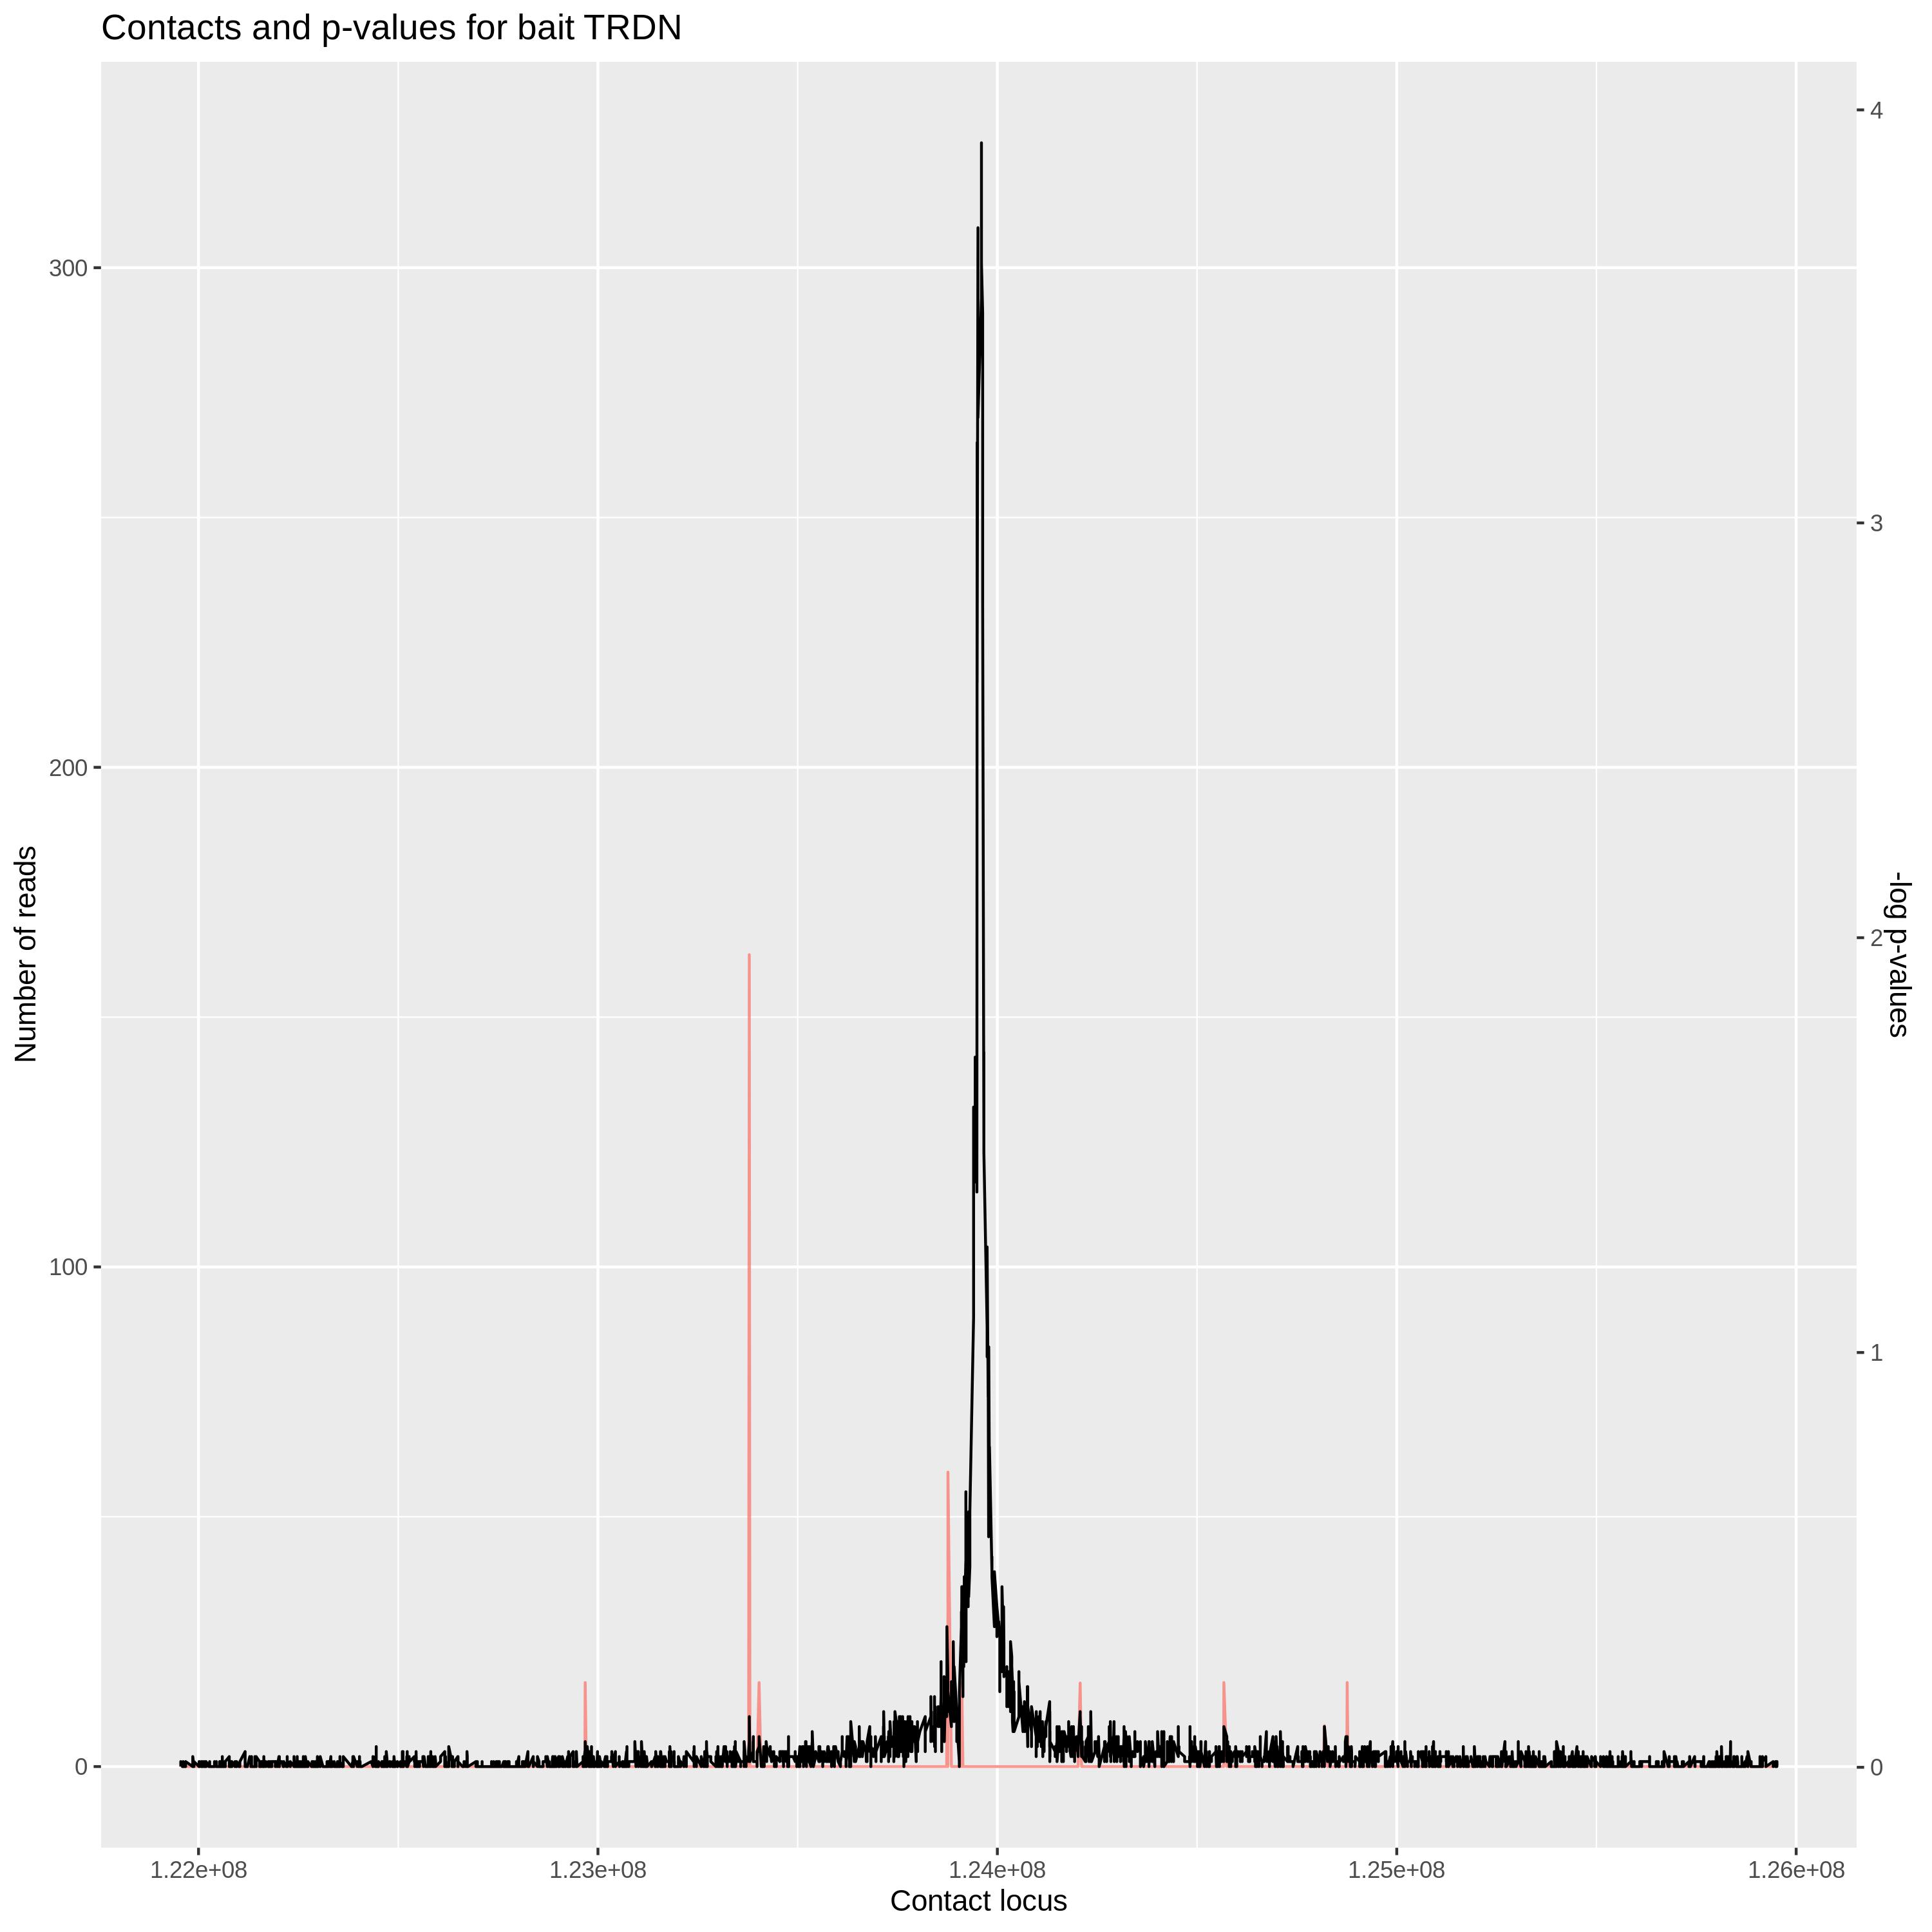 Contacts and p-values for bait TRDN
4
300
3
200
2
Number of reads
-log p-values
100
1
0
0
1.22e+08
1.23e+08
1.24e+08
1.25e+08
1.26e+08
Contact locus